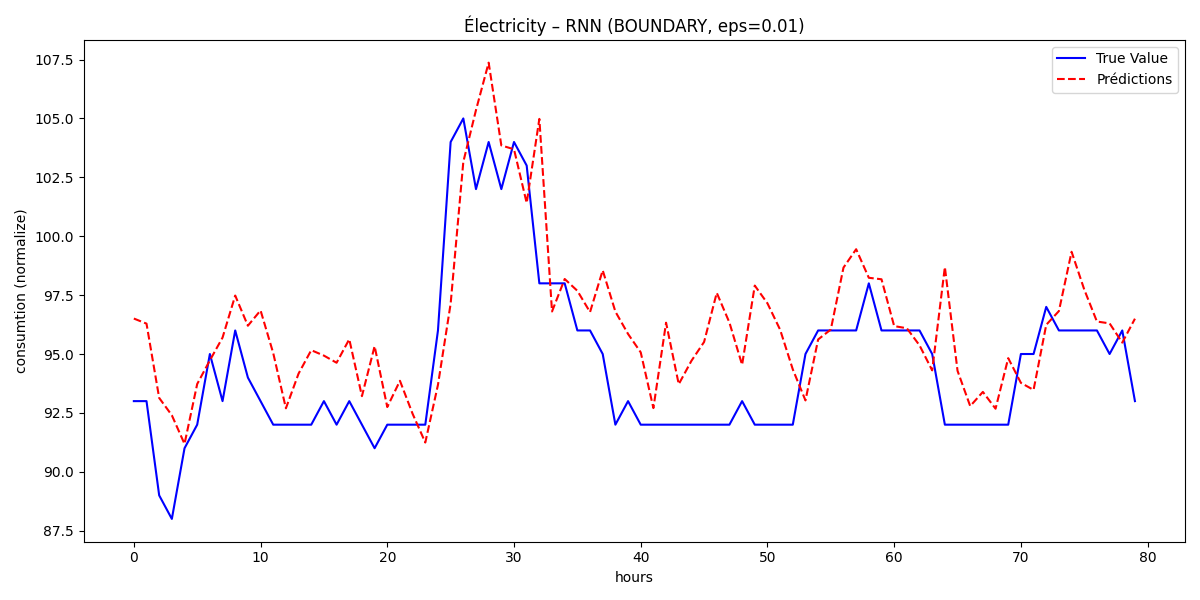 Électricity – RNN (BOUNDARY, eps=0.01)
True Value
Prédictions
consumtion (normalize)
107.5
105.0
102.5
100.0
97.5
95.0
92.5
90.0
87.5
0 10 20 30 40 50 60 70 80
hours